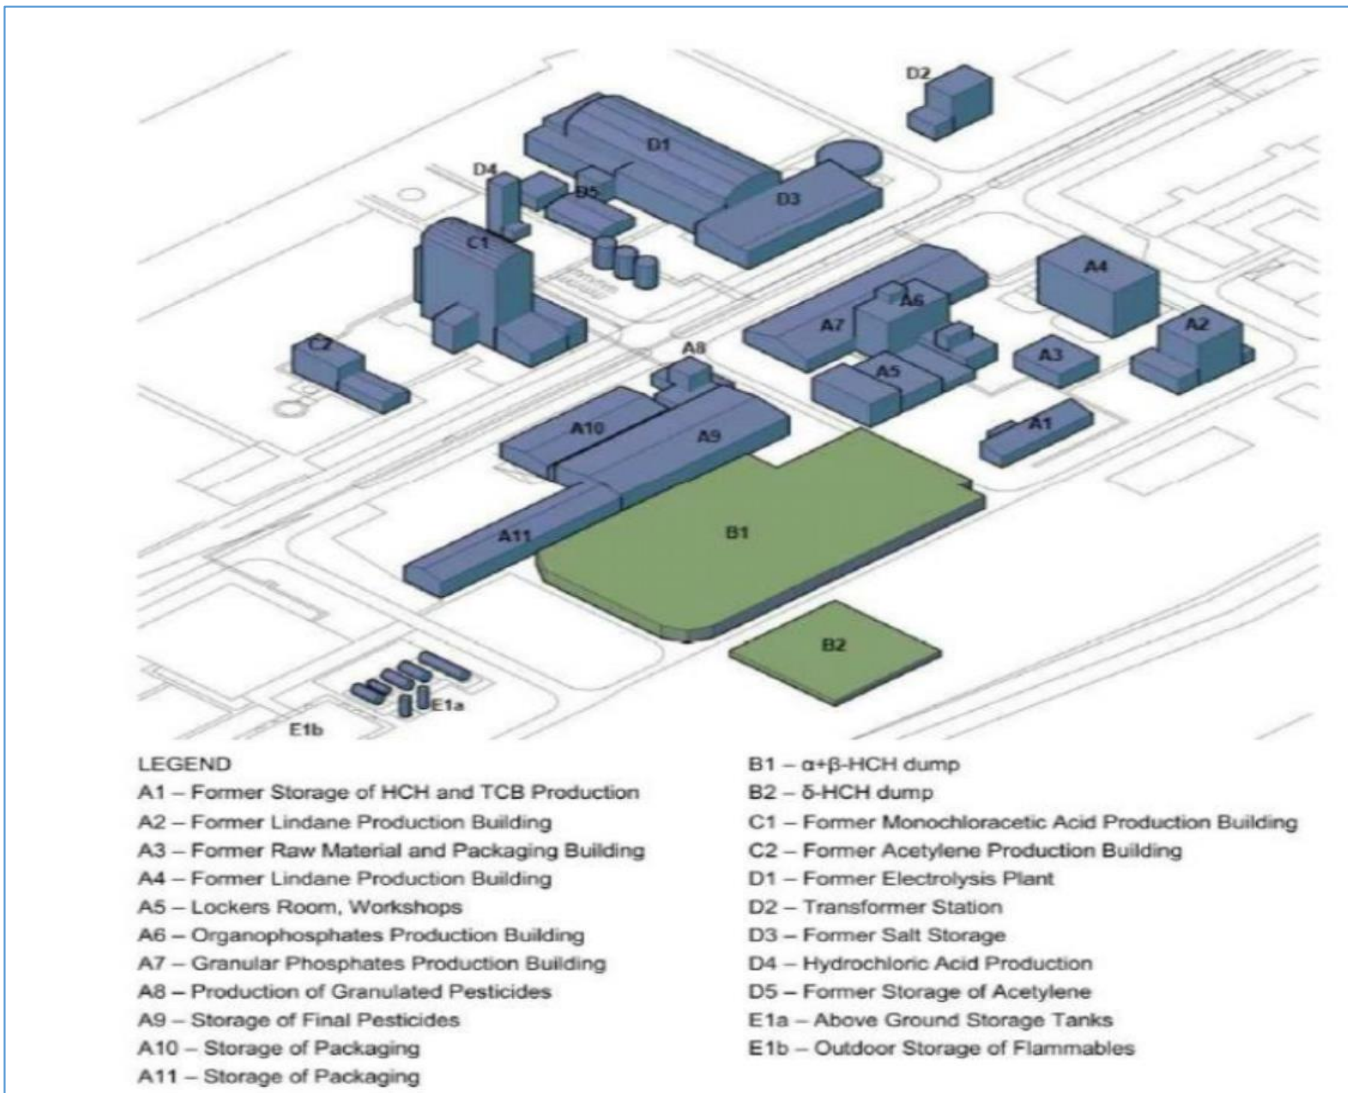 D2
D1
D4
D5
D3
C1
A4
A6
A7
A2
C2
A8
A3
A5
A10
A9
A1
A11
B1
B2
E1a
E1b
LEGEND
A1 – Former Storage of HCH and TCB Production
A2 – Former Lindane Production Building
A3 – Former Raw Material and Packaging Building
A4 – Former Lindane Production Building
A5 – Lockers Room, Workshops
A6 – Organophosphates Production Building
A7 – Granular Phosphates Production Building
A8 – Production of Granulated Pesticides
A9 – Storage of Final Pesticides
A10 – Storage of Packaging
A11 – Storage of Packaging
B1 – α+β-HCH dump
B2 – δ-HCH dump
C1 – Former Monochloracetic Acid Production Building
C2 – Former Acetylene Production Building
D1 – Former Electrolysis Plant
D2 – Transformer Station
D3 – Former Salt Storage
D4 – Hydrochloric Acid Production
D5 – Former Storage of Acetylene
E1a – Above Ground Storage Tanks
E1b – Outdoor Storage of Flammables